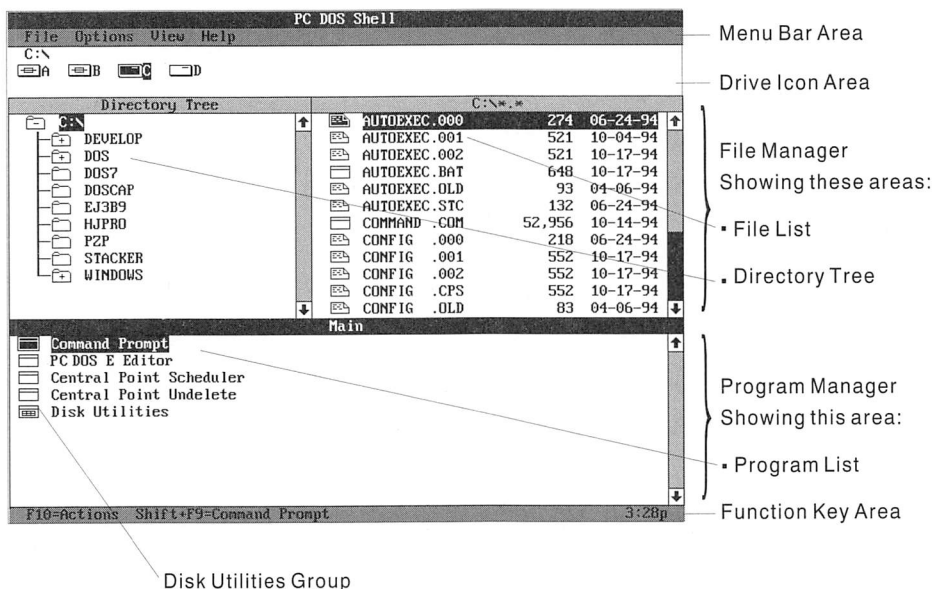 PC DOS Shell
File Options View Help
C:\
A B C D
Directory Tree
C:\
DEVELOP
DOS
DOS7
DOSCAP
EJ3B9
HJPRO
PZP
STACKER
WINDOWS
C:\*.*
AUTOEXEC.000 274 06-24-94
AUTOEXEC.001 521 10-04-94
AUTOEXEC.002 521 10-17-94
AUTOEXEC.BAT 648 10-17-94
AUTOEXEC.OLD 93 04-06-94
AUTOEXEC.STC 132 06-24-94
COMMAND .COM 52,956 10-14-94
CONFIG .000 218 06-24-94
CONFIG .001 552 10-17-94
CONFIG .002 552 10-17-94
CONFIG .CPS 552 10-17-94
CONFIG .OLD 83 04-06-94
Main
Command Prompt
PC DOS E Editor
Central Point Scheduler
Central Point Undelete
Disk Utilities
F10=Actions Shift+F9=Command Prompt 3:28p
Menu Bar Area
Drive Icon Area
File Manager
Showing these areas:
▪ File List
▪ Directory Tree
Program Manager
Showing this area:
▪ Program List
Function Key Area
Disk Utilities Group